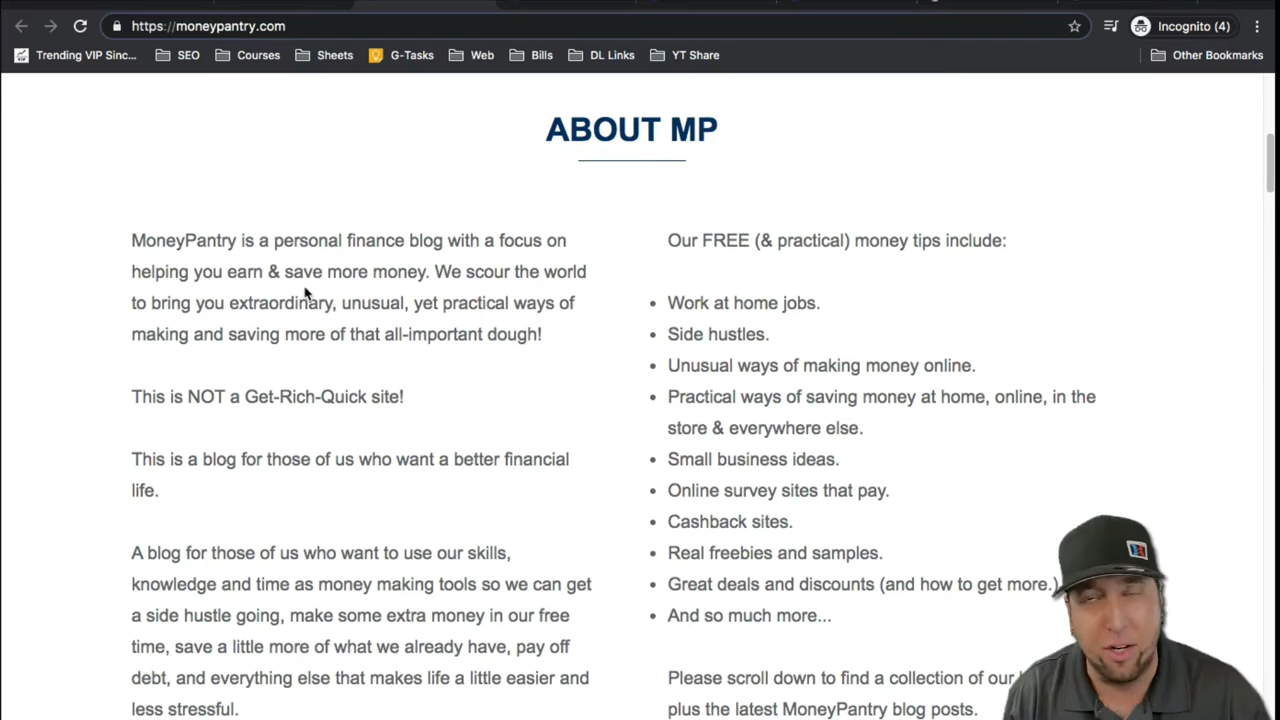 https://moneypantry.com
Incognito (4)
Trending VIP Sinc...
SEO
Courses
Sheets
G-Tasks
Web
Bills
DL Links
YT Share
Other Bookmarks
ABOUT MP
MoneyPantry is a personal finance blog with a focus on
helping you earn & save more money. We scour the world
to bring you extraordinary, unusual, yet practical ways of
making and saving more of that all-important dough!
This is NOT a Get-Rich-Quick site!
This is a blog for those of us who want a better financial
life.
A blog for those of us who want to use our skills,
knowledge and time as money making tools so we can get
a side hustle going, make some extra money in our free
time, save a little more of what we already have, pay off
debt, and everything else that makes life a little easier and
less stressful.
Our FREE (& practical) money tips include:
• Work at home jobs.
• Side hustles.
• Unusual ways of making money online.
• Practical ways of saving money at home, online, in the
store & everywhere else.
• Small business ideas.
• Online survey sites that pay.
• Cashback sites.
• Real freebies and samples.
• Great deals and discounts (and how to get more.)
• And so much more...
Please scroll down to find a collection of our
plus the latest MoneyPantry blog posts.